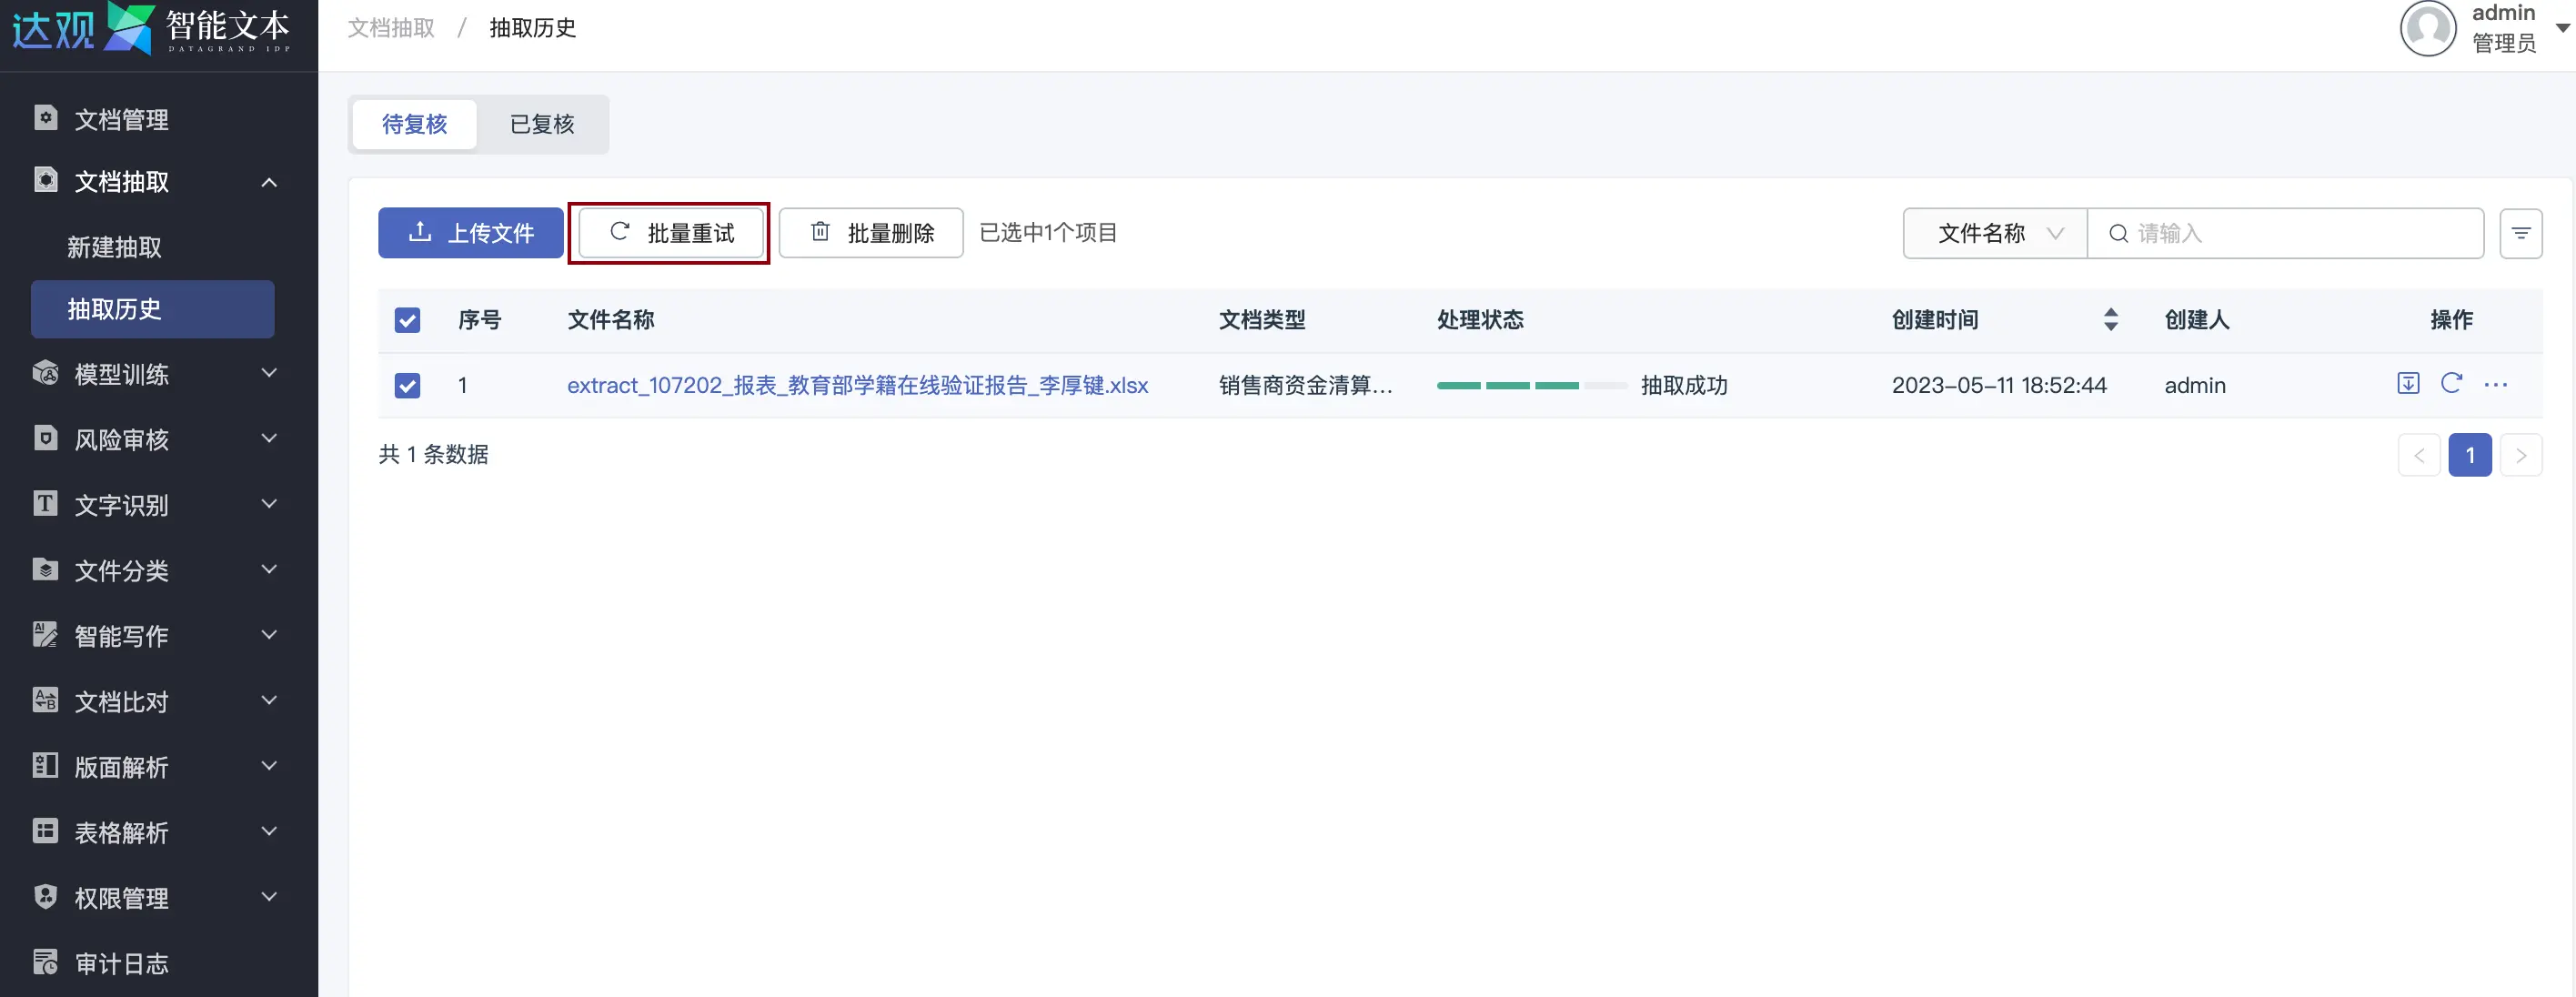 达观 智能文本
DATAGRAND IDP
文档抽取 / 抽取历史
admin
管理员
文档管理
文档抽取
新建抽取
抽取历史
模型训练
风险审核
文字识别
文件分类
智能写作
文档比对
版面解析
表格解析
权限管理
审计日志
待复核 已复核
上传文件 批量重试 批量删除 已选中1个项目 文件名称 请输入
序号 文件名称 文档类型 处理状态 创建时间 创建人 操作
1 extract_107202_报表_教育部学籍在线验证报告_李厚键.xlsx 销售商资金清算... 抽取成功 2023-05-11 18:52:44 admin ...
共 1 条数据 < 1 >